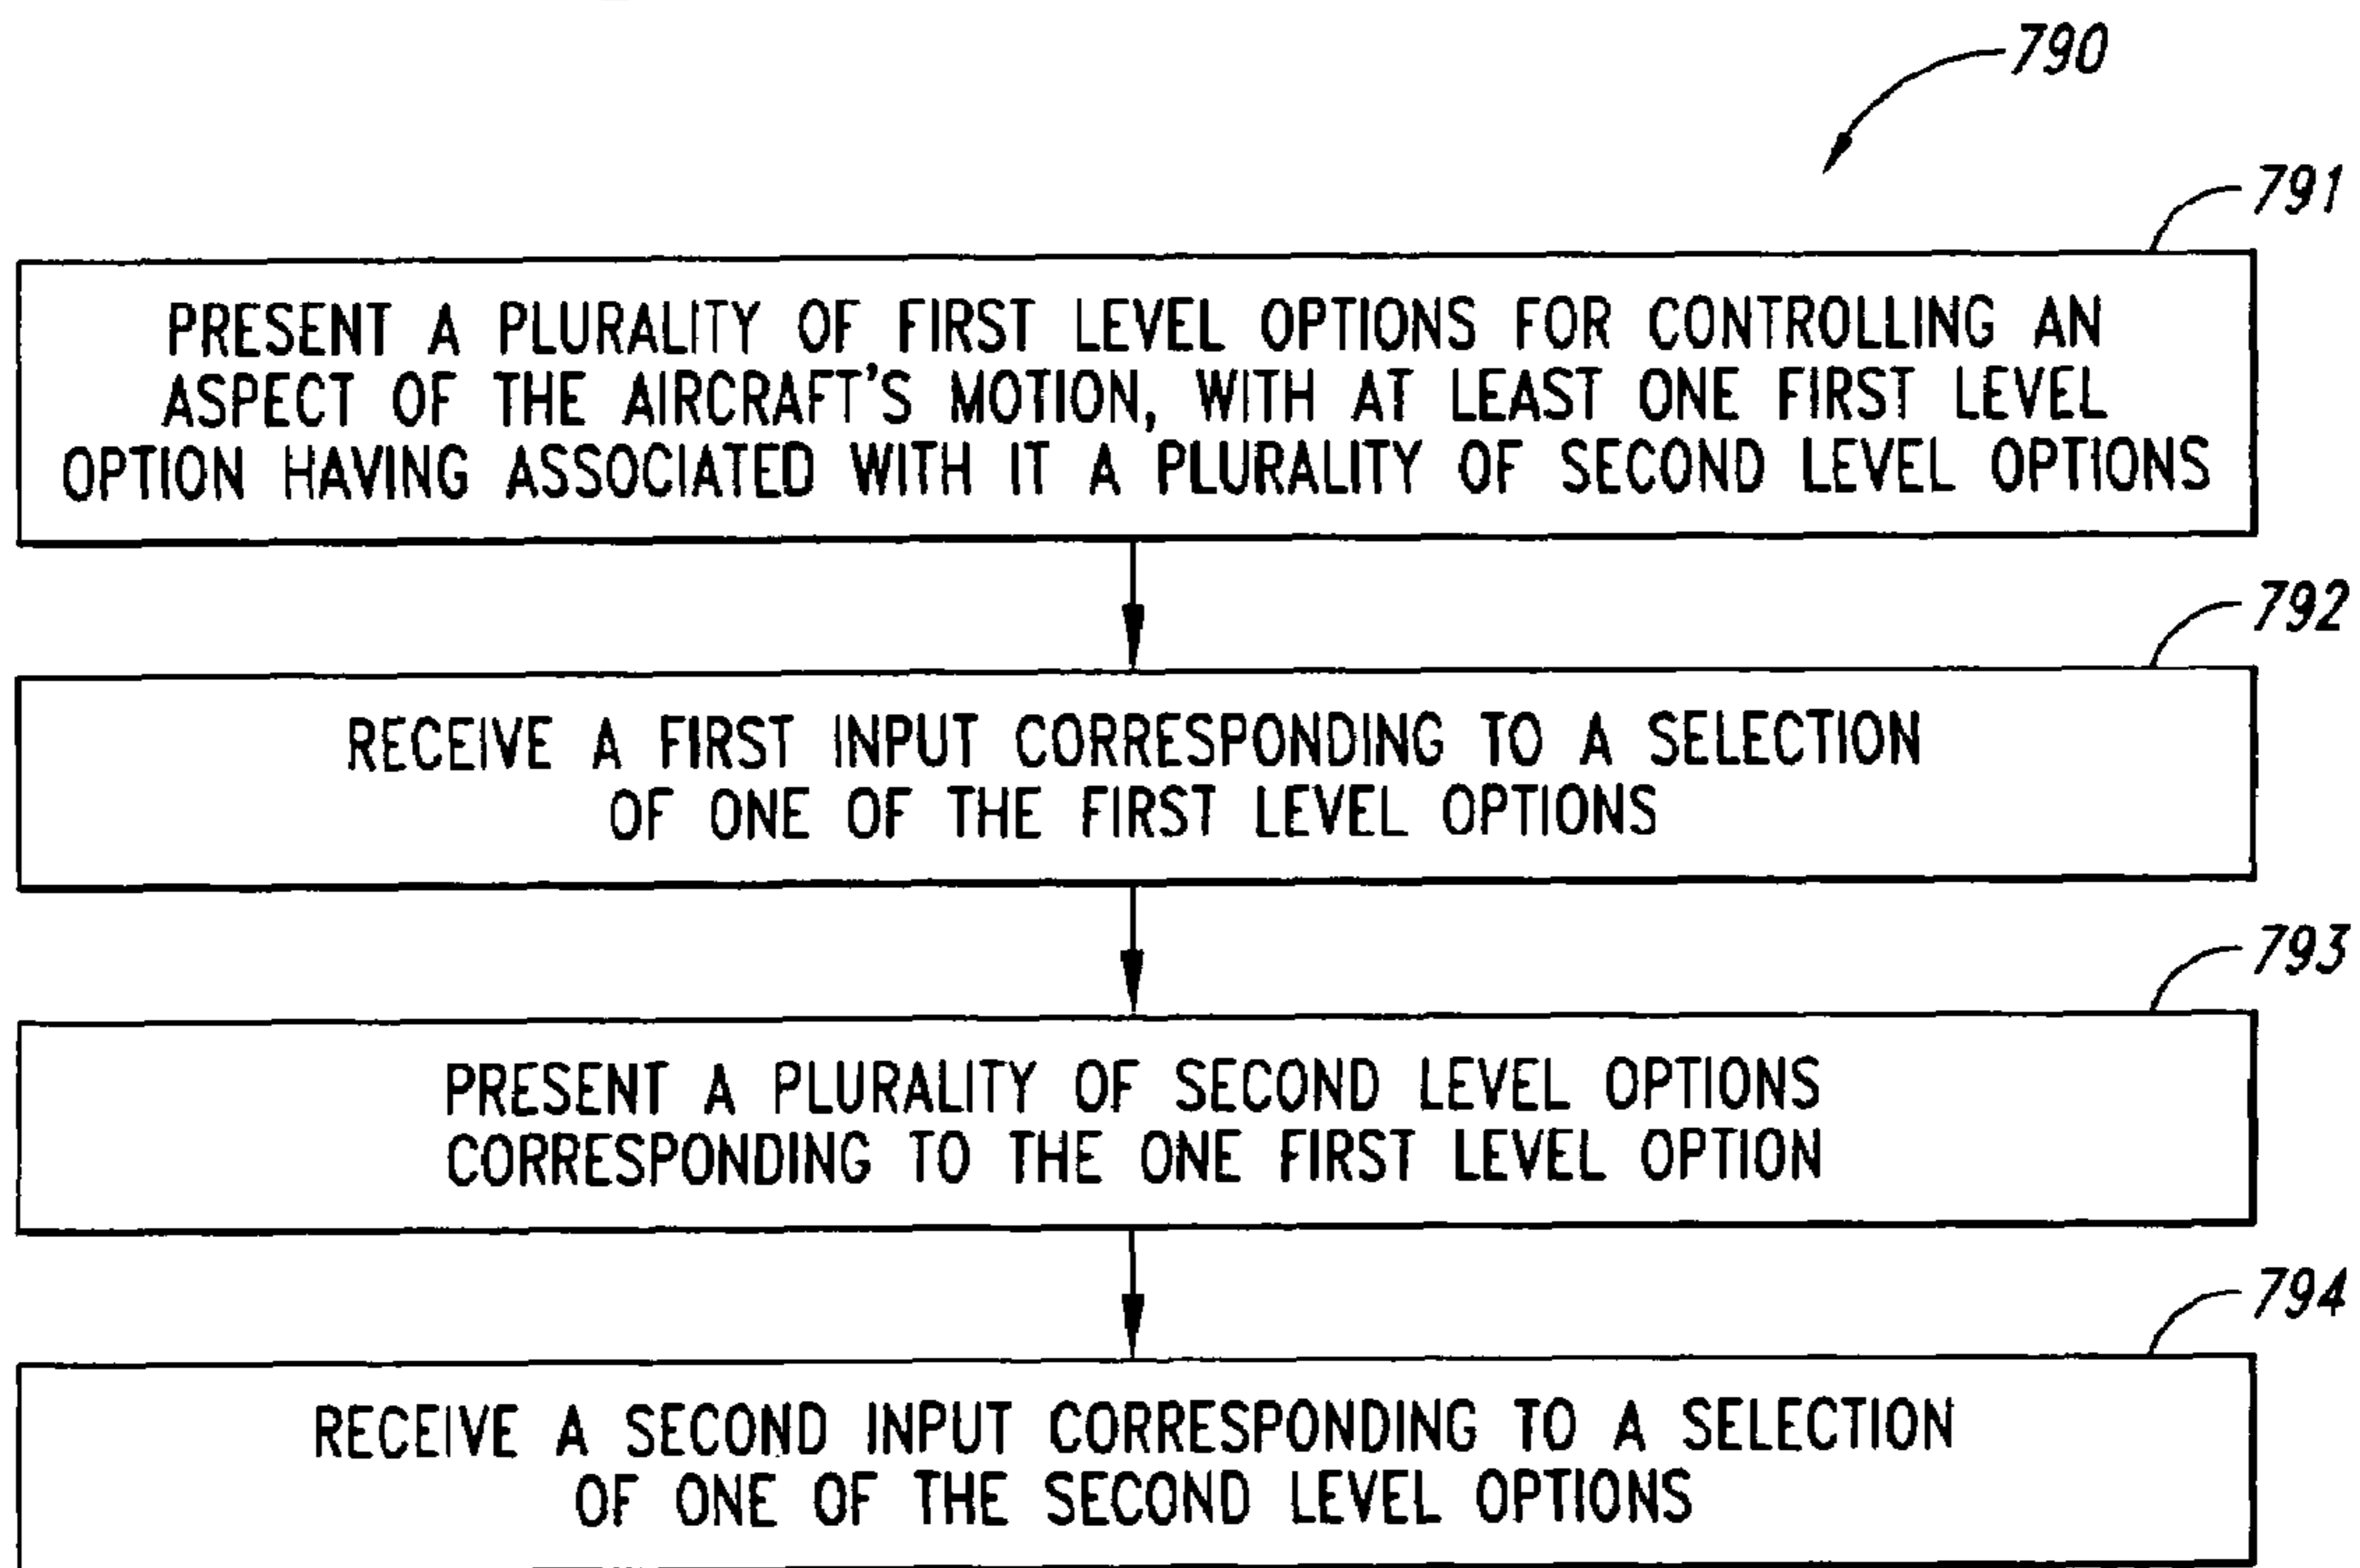 790
791
PRESENT A PLURALITY OF FIRST LEVEL OPTIONS FOR CONTROLLING AN
ASPECT OF THE AIRCRAFT'S MOTION, WITH AT LEAST ONE FIRST LEVEL
OPTION HAVING ASSOCIATED WITH IT A PLURALITY OF SECOND LEVEL OPTIONS
792
RECEIVE A FIRST INPUT CORRESPONDING TO A SELECTION
OF ONE OF THE FIRST LEVEL OPTIONS
793
PRESENT A PLURALITY OF SECOND LEVEL OPTIONS
CORRESPONDING TO THE ONE FIRST LEVEL OPTION
794
RECEIVE A SECOND INPUT CORRESPONDING TO A SELECTION
OF ONE OF THE SECOND LEVEL OPTIONS